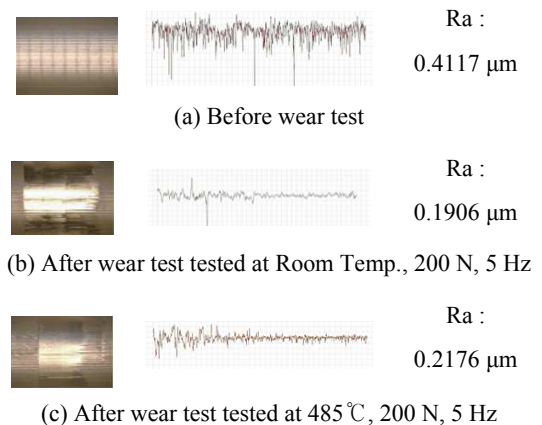 Ra :
0.4117 μm
(a) Before wear test
Ra :
0.1906 μm
(b) After wear test tested at Room Temp., 200 N, 5 Hz
Ra :
0.2176 μm
(c) After wear test tested at 485℃, 200 N, 5 Hz